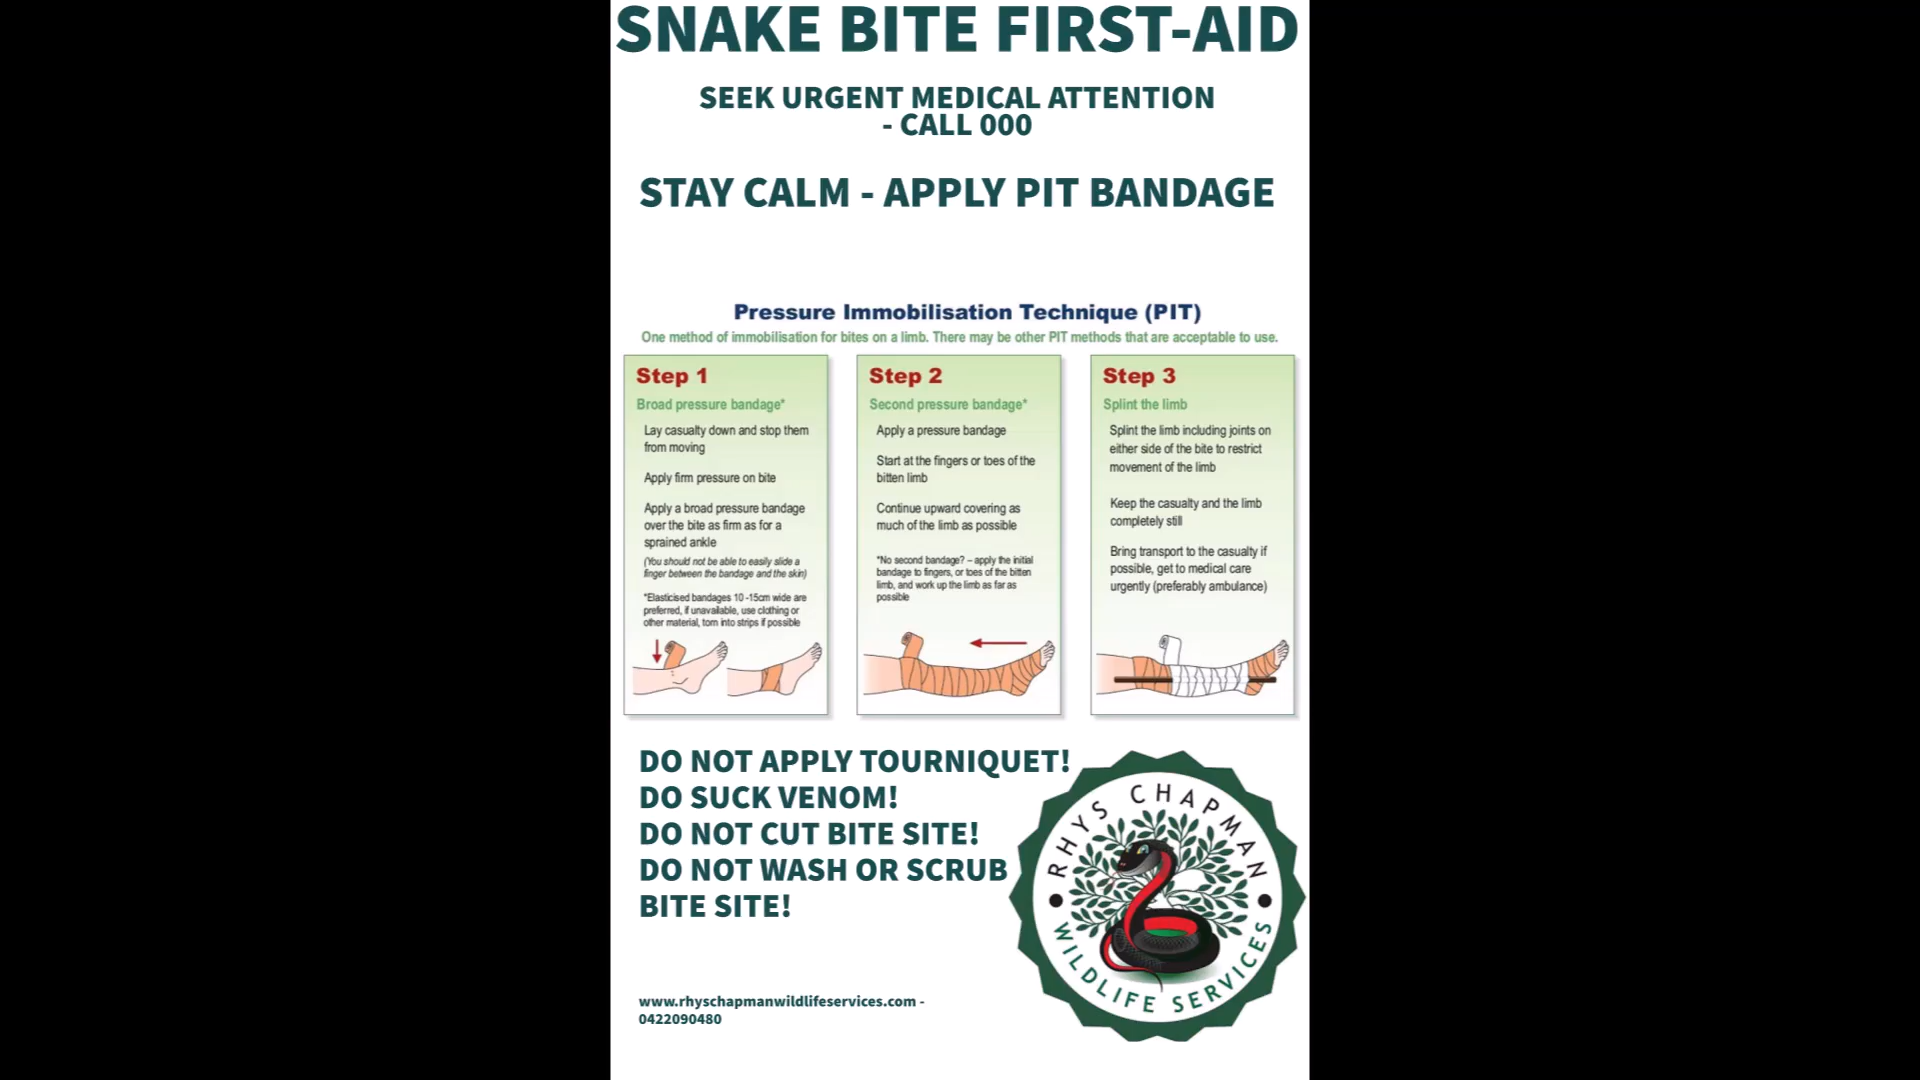 SNAKE BITE FIRST-AID
SEEK URGENT MEDICAL ATTENTION
- CALL 000
STAY CALM - APPLY PIT BANDAGE
Pressure Immobilisation Technique (PIT)
One method of immobilisation for bites on a limb. There may be other PIT methods that are acceptable to use.
Step 1
Broad pressure bandage*
Lay casualty down and stop them
from moving
Apply firm pressure on bite
Apply a broad pressure bandage
over the bite as firm as for a
sprained ankle
(You should not be able to easily slide a
finger between the bandage and the skin)
*Elasticised bandages 10 -15cm wide are
preferred, if unavailable, use clothing or
other material, torn into strips if possible
Step 2
Second pressure bandage*
Apply a pressure bandage
Start at the fingers or toes of the
bitten limb
Continue upward covering as
much of the limb as possible
*No second bandage? – apply the initial
bandage to fingers, or toes of the bitten
limb, and work up the limb as far as
possible
Step 3
Splint the limb
Splint the limb including joints on
either side of the bite to restrict
movement of the limb
Keep the casualty and the limb
completely still
Bring transport to the casualty if
possible, get to medical care
urgently (preferably ambulance)
DO NOT APPLY TOURNIQUET!
DO SUCK VENOM!
DO NOT CUT BITE SITE!
DO NOT WASH OR SCRUB
BITE SITE!
RHYS CHAPMAN
WILDLIFE SERVICES
www.rhyschapmanwildlifeservices.com -
0422090480